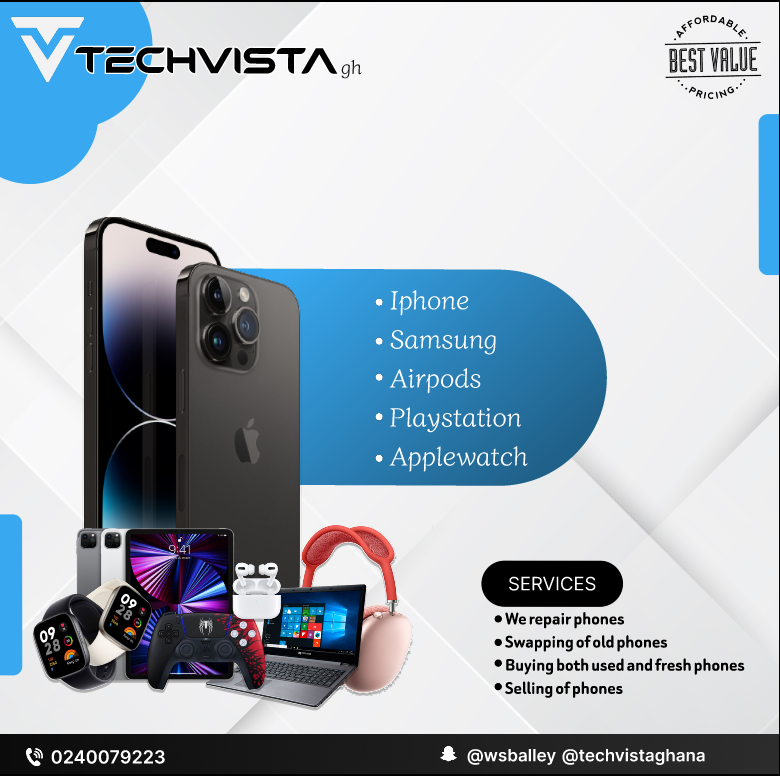 TECHVISTA gh
AFFORDABLE
BEST VALUE
PRICING
• Iphone
• Samsung
• Airpods
• Playstation
• Applewatch
9:41
09
28
09
28
SERVICES
• We repair phones
• Swapping of old phones
• Buying both used and fresh phones
• Selling of phones
0240079223
@wsballey @techvistaghana